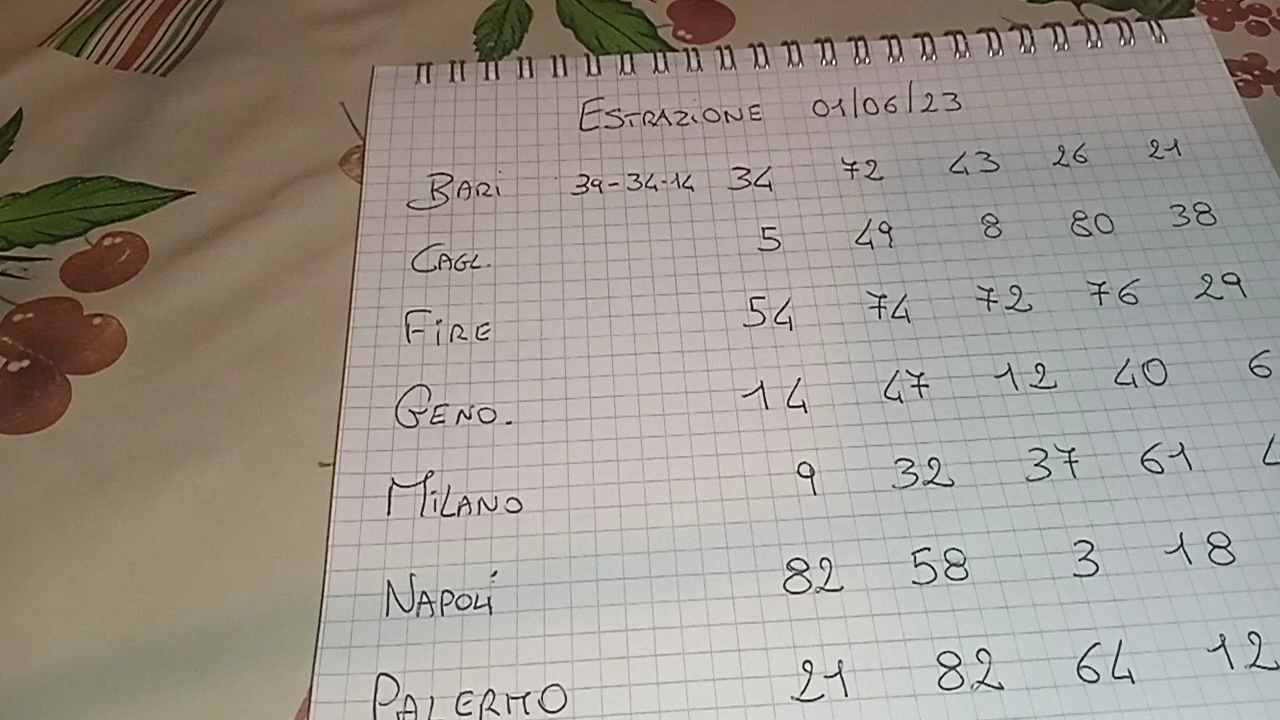 ESTRAZIONE 01/06/23
BARi 39-34-14 34 72 43 26 21
CAGL. 5 49 8 80 38
FiRE 54 74 72 76 29
GENO. 14 47 12 40 6
MiLANO 9 32 37 61
NAPOLi 82 58 3 18
PALERMO 21 82 64 12